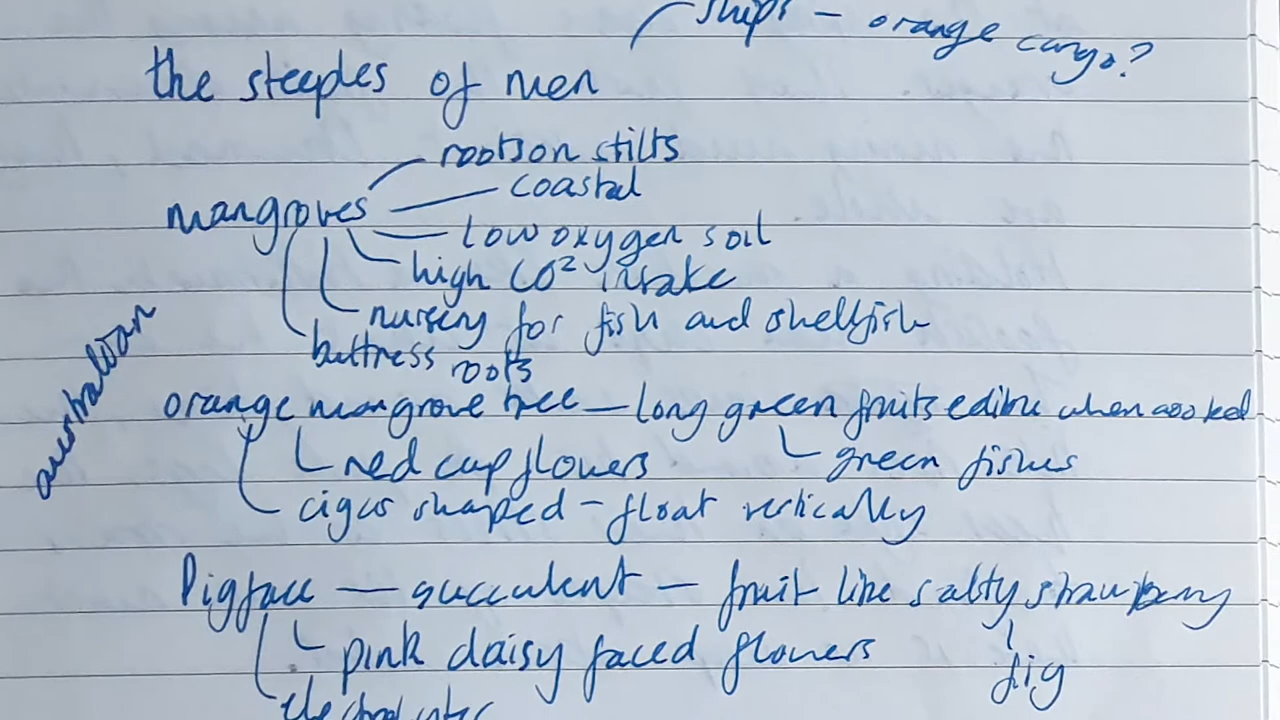 ships - orange cargo?
the steeples of men
roots on stilts
coastal
mangroves
low oxygen soil
high CO² intake
nursery for fish and shellfish
buttress roots
australian
orange mangrove tree — long green fruits edible when cooked
red cup flowers
green fishes
cigar shaped - float vertically
Pigface — succulent — fruit like salty strawberry
pink daisy faced flowers
fig